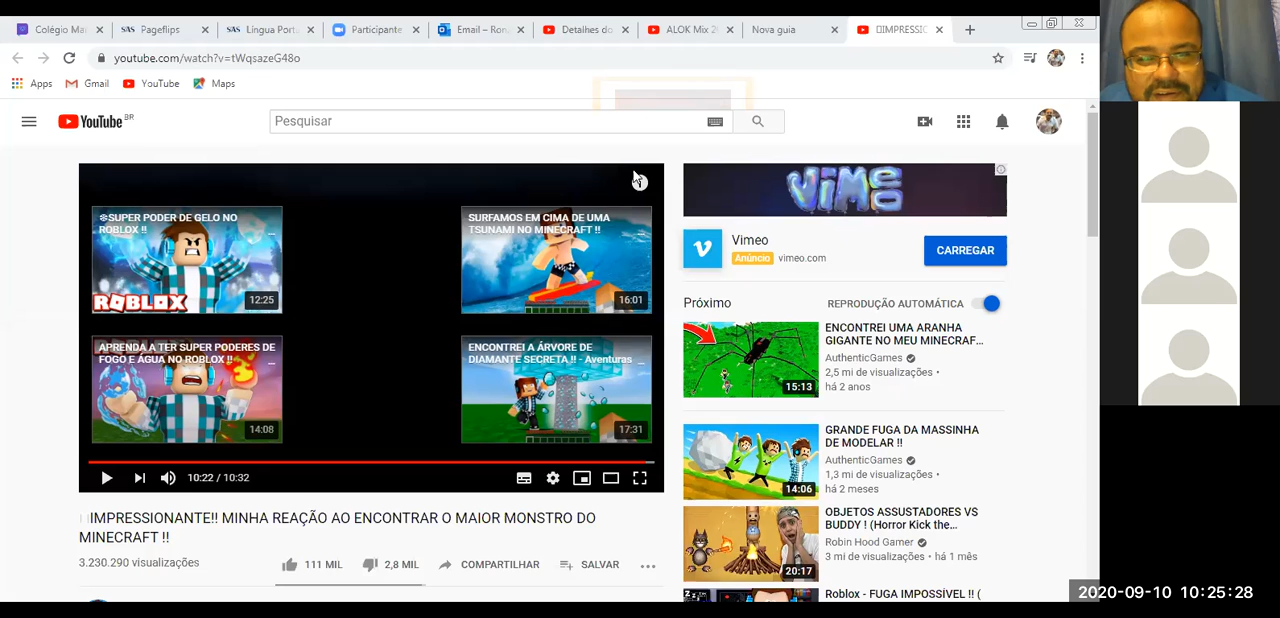 Colégio Ma
SAS Pageflips
SAS Língua Port
Participante
Email – Ron
Detalhes do
ALOK Mix 2
Nova guia
IMPRESSION
youtube.com/watch?v=tWqsazeG48o
Apps
Gmail
YouTube
Maps
YouTube BR
Pesquisar
SUPER PODER DE GELO NO
ROBLOX !!
ROBLOX
12:25
SURFAMOS EM CIMA DE UMA
TSUNAMI NO MINECRAFT !!
16:01
APRENDA A TER SUPER PODERES DE
FOGO E ÁGUA NO ROBLOX !!
14:08
ENCONTREI A ÁRVORE DE
DIAMANTE SECRETA !! - Aventuras
17:31
10:22 / 10:32
IMPRESSIONANTE!! MINHA REAÇÃO AO ENCONTRAR O MAIOR MONSTRO DO
MINECRAFT !!
3.230.290 visualizações
111 MIL
2,8 MIL
COMPARTILHAR
SALVAR
vimeo
Vimeo
Anúncio vimeo.com
CARREGAR
Próximo
REPRODUÇÃO AUTOMÁTICA
15:13
ENCONTREI UMA ARANHA
GIGANTE NO MEU MINECRAF...
AuthenticGames
2,5 mi de visualizações •
há 2 anos
14:06
GRANDE FUGA DA MASSINHA
DE MODELAR !!
AuthenticGames
1,3 mi de visualizações •
há 2 meses
20:17
OBJETOS ASSUSTADORES VS
BUDDY ! (Horror Kick the...
Robin Hood Gamer
3 mi de visualizações • há 1 mês
Roblox - FUGA IMPOSSÍVEL !! (
2020-09-10 10:25:28